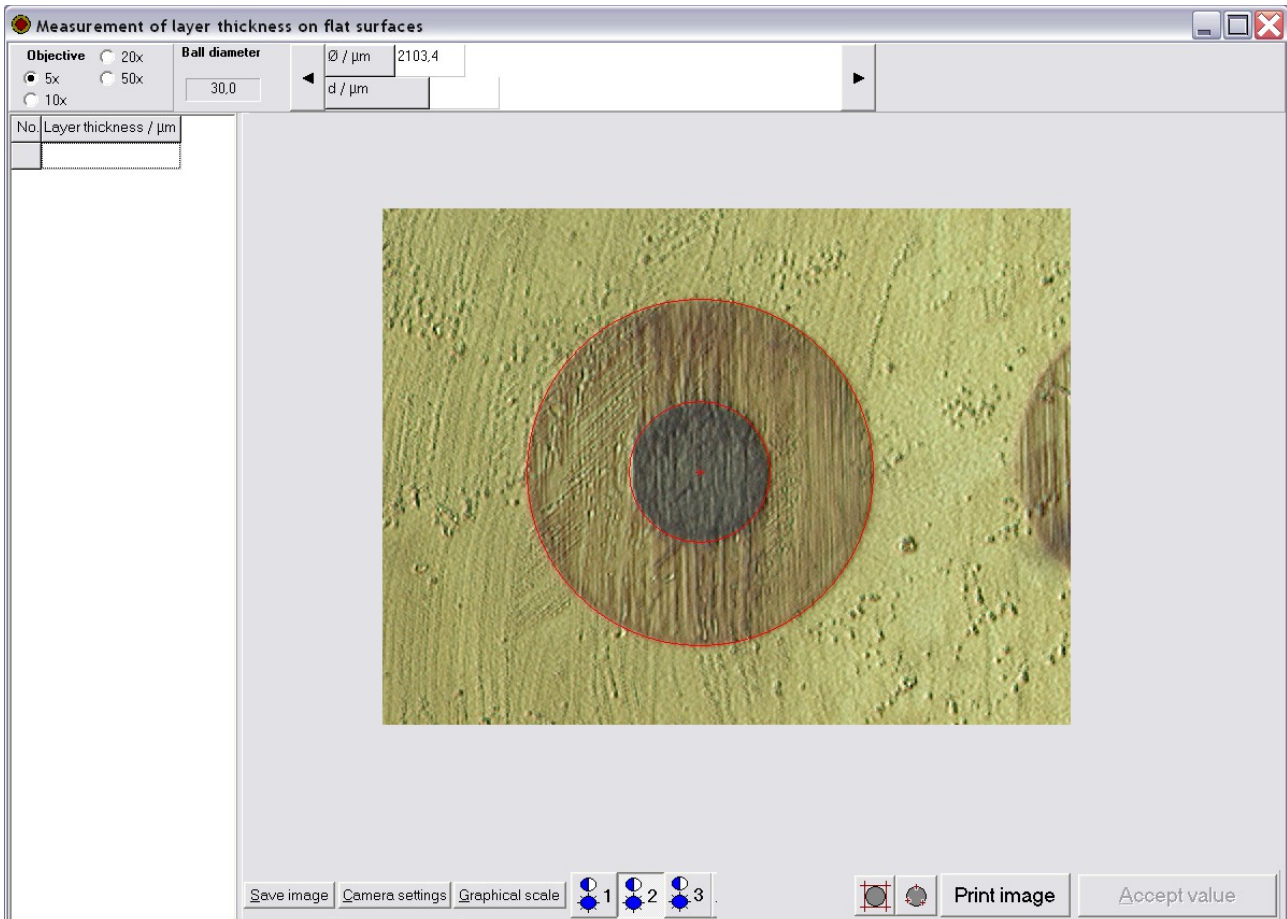 Measurement of layer thickness on flat surfaces
Objective
20x
5x
50x
10x
Ball diameter
30,0
Ø / µm
2103,4
d / µm
No.
Layer thickness / µm
Save image
Camera settings
Graphical scale
1
2
3
Print image
Accept value